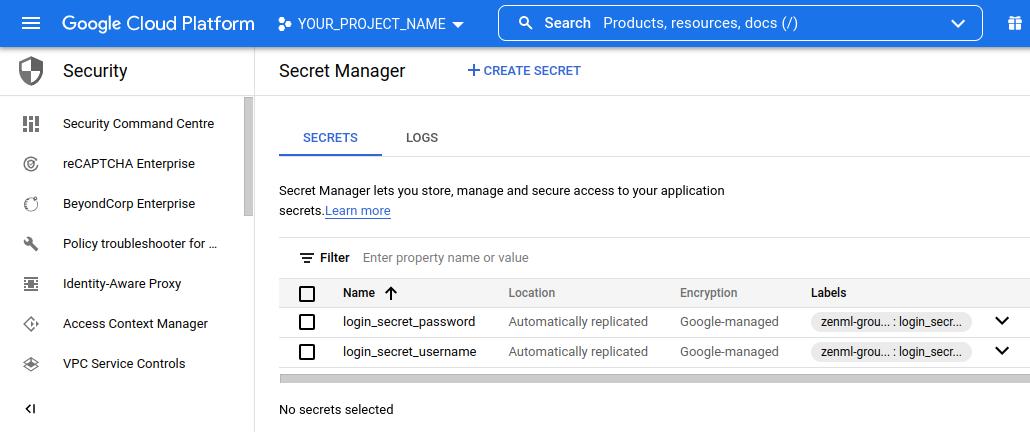 Google Cloud Platform YOUR_PROJECT_NAME Search Products, resources, docs (/)
Security
Secret Manager CREATE SECRET
Security Command Centre
reCAPTCHA Enterprise
BeyondCorp Enterprise
Policy troubleshooter for ...
Identity-Aware Proxy
Access Context Manager
VPC Service Controls
SECRETS LOGS
Secret Manager lets you store, manage and secure access to your application
secrets.Learn more
Filter Enter property name or value
Name Location Encryption Labels
login_secret_password Automatically replicated Google-managed zenml-grou... : login_secr...
login_secret_username Automatically replicated Google-managed zenml-grou... : login_secr...
No secrets selected